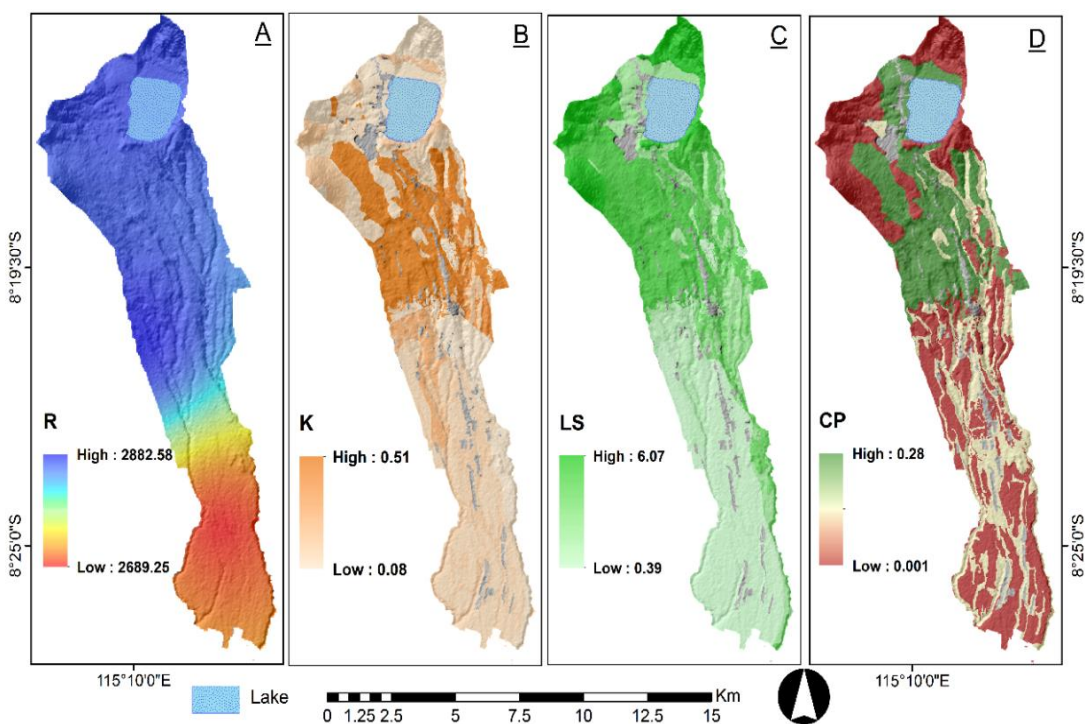 A
B
C
D
8°19'30"S
8°19'30"S
R
High : 2882.58
Low : 2689.25
K
High : 0.51
Low : 0.08
LS
High : 6.07
Low : 0.39
CP
High : 0.28
Low : 0.001
8°25'0"S
8°25'0"S
115°10'0"E
115°10'0"E
Lake
Km
0 1.25 2.5 5 7.5 10 12.5 15